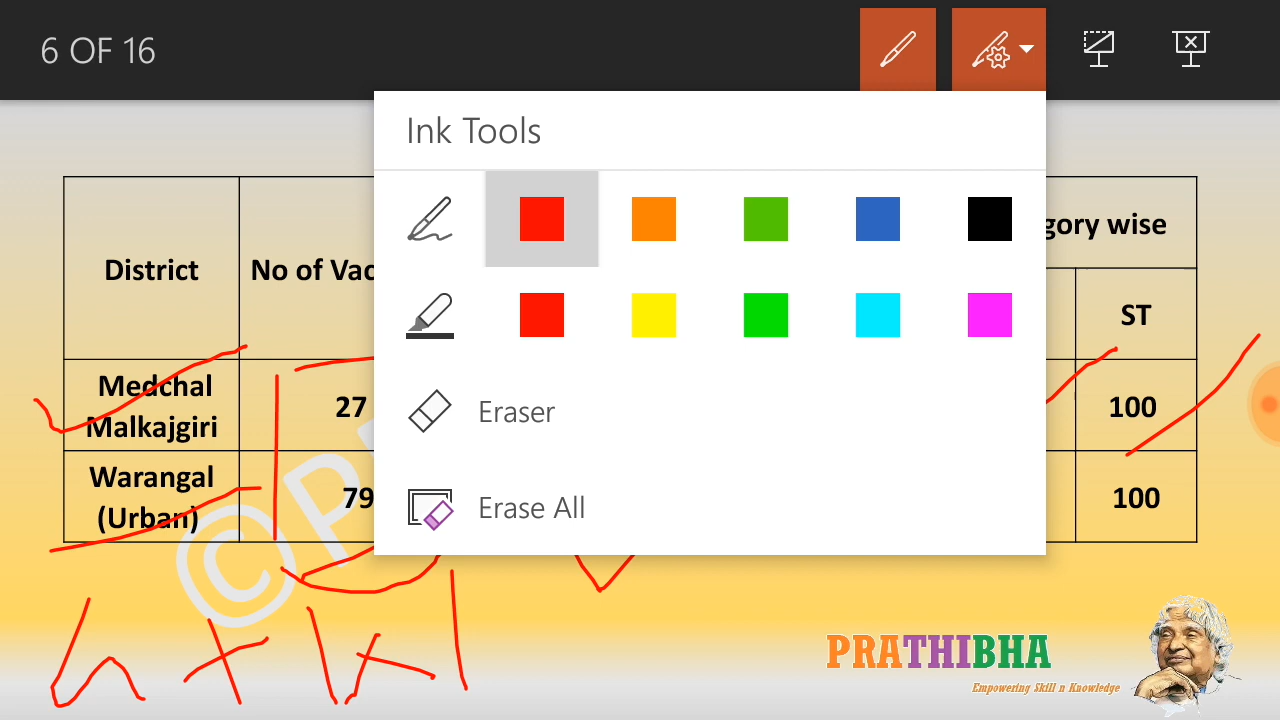 6 OF 16
Ink Tools
Eraser
Erase All
District
No of Vac
gory wise
ST
Medchal
Malkajgiri
27
100
Warangal
(Urban)
79
100
©P
PRATHIBHA
Empowering Skill n Knowledge